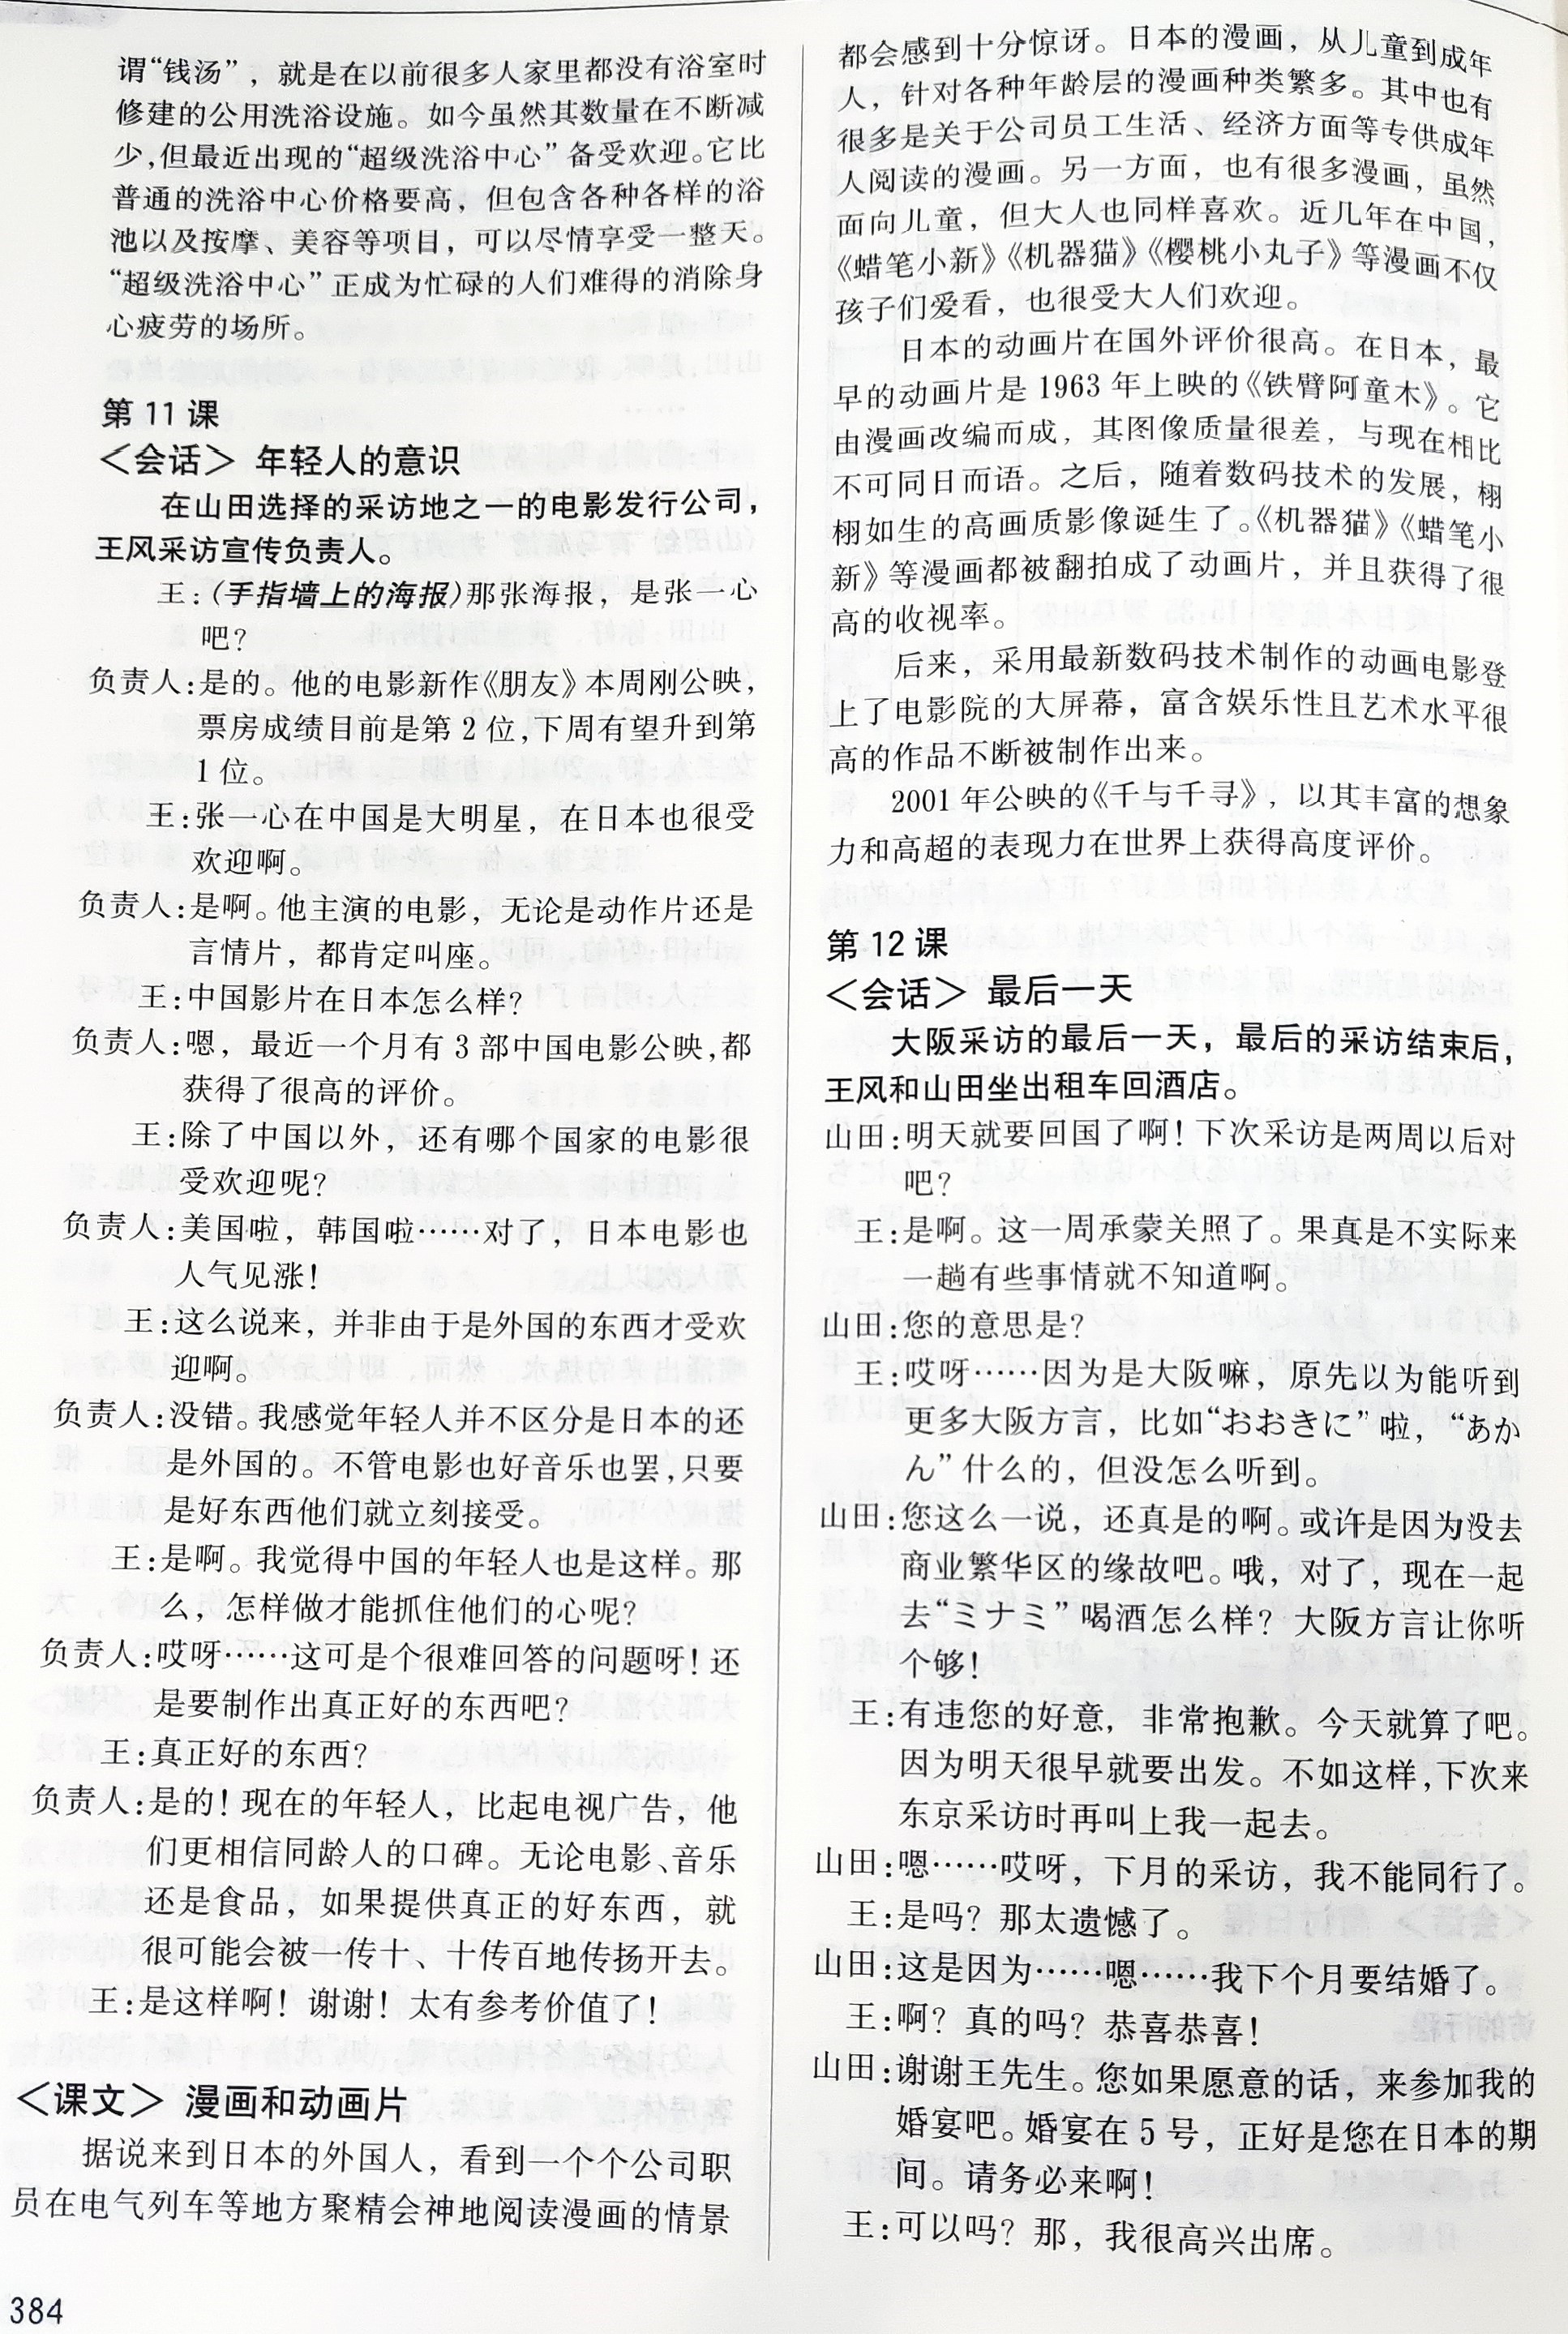 谓“钱汤”，就是在以前很多人家里都没有浴室时
修建的公用洗浴设施。如今虽然其数量在不断减
少,但最近出现的“超级洗浴中心”备受欢迎。它比
普通的洗浴中心价格要高，但包含各种各样的浴
池以及按摩、美容等项目，可以尽情享受一整天。
“超级洗浴中心”正成为忙碌的人们难得的消除身
心疲劳的场所。
第 11 课
＜会话＞ 年轻人的意识
在山田选择的采访地之一的电影发行公司，
王风采访宣传负责人。
王:(手指墙上的海报)那张海报，是张一心
吧?
负责人:是的。他的电影新作《朋友》本周刚公映，
票房成绩目前是第 2 位,下周有望升到第
1 位。
王:张一心在中国是大明星，在日本也很受
欢迎啊。
负责人:是啊。他主演的电影，无论是动作片还是
言情片，都肯定叫座。
王:中国影片在日本怎么样?
负责人:嗯，最近一个月有 3 部中国电影公映,都
获得了很高的评价。
王:除了中国以外，还有哪个国家的电影很
受欢迎呢?
负责人:美国啦，韩国啦……对了，日本电影也
人气见涨!
王:这么说来，并非由于是外国的东西才受欢
迎啊。
负责人:没错。我感觉年轻人并不区分是日本的还
是外国的。不管电影也好音乐也罢,只要
是好东西他们就立刻接受。
王:是啊。我觉得中国的年轻人也是这样。那
么，怎样做才能抓住他们的心呢?
负责人:哎呀……这可是个很难回答的问题呀! 还
是要制作出真正好的东西吧?
王:真正好的东西?
负责人:是的! 现在的年轻人，比起电视广告，他
们更相信同龄人的口碑。无论电影、音乐
还是食品，如果提供真正的好东西，就
很可能会被一传十、十传百地传扬开去。
王:是这样啊! 谢谢! 太有参考价值了!
＜课文＞ 漫画和动画片
据说来到日本的外国人，看到一个个公司职
员在电气列车等地方聚精会神地阅读漫画的情景
384
都会感到十分惊讶。日本的漫画，从儿童到成年
人，针对各种年龄层的漫画种类繁多。其中也有
很多是关于公司员工生活、经济方面等专供成年
人阅读的漫画。另一方面，也有很多漫画，虽然
面向儿童，但大人也同样喜欢。近几年在中国，
《蜡笔小新》《机器猫》《樱桃小丸子》等漫画不仅
孩子们爱看，也很受大人们欢迎。
日本的动画片在国外评价很高。在日本，最
早的动画片是 1963 年上映的《铁臂阿童木》。它
由漫画改编而成，其图像质量很差，与现在相比
不可同日而语。之后，随着数码技术的发展，栩
栩如生的高画质影像诞生了。《机器猫》《蜡笔小
新》等漫画都被翻拍成了动画片，并且获得了很
高的收视率。
后来，采用最新数码技术制作的动画电影登
上了电影院的大屏幕，富含娱乐性且艺术水平很
高的作品不断被制作出来。
2001 年公映的《千与千寻》，以其丰富的想象
力和高超的表现力在世界上获得高度评价。
第 12 课
＜会话＞ 最后一天
大阪采访的最后一天，最后的采访结束后，
王风和山田坐出租车回酒店。
山田:明天就要回国了啊! 下次采访是两周以后对
吧?
王:是啊。这一周承蒙关照了。果真是不实际来
一趟有些事情就不知道啊。
山田:您的意思是?
王:哎呀……因为是大阪嘛，原先以为能听到
更多大阪方言，比如“おおきに”啦，“あか
ん”什么的，但没怎么听到。
山田:您这么一说，还真是的啊。或许是因为没去
商业繁华区的缘故吧。哦，对了，现在一起
去“ミナミ”喝酒怎么样? 大阪方言让你听
个够!
王:有违您的好意，非常抱歉。今天就算了吧。
因为明天很早就要出发。不如这样,下次来
东京采访时再叫上我一起去。
山田:嗯……哎呀，下月的采访，我不能同行了。
王:是吗? 那太遗憾了。
山田:这是因为……嗯……我下个月要结婚了。
王:啊? 真的吗? 恭喜恭喜!
山田:谢谢王先生。您如果愿意的话，来参加我的
婚宴吧。婚宴在 5 号，正好是您在日本的期
间。请务必来啊!
王:可以吗? 那，我很高兴出席。